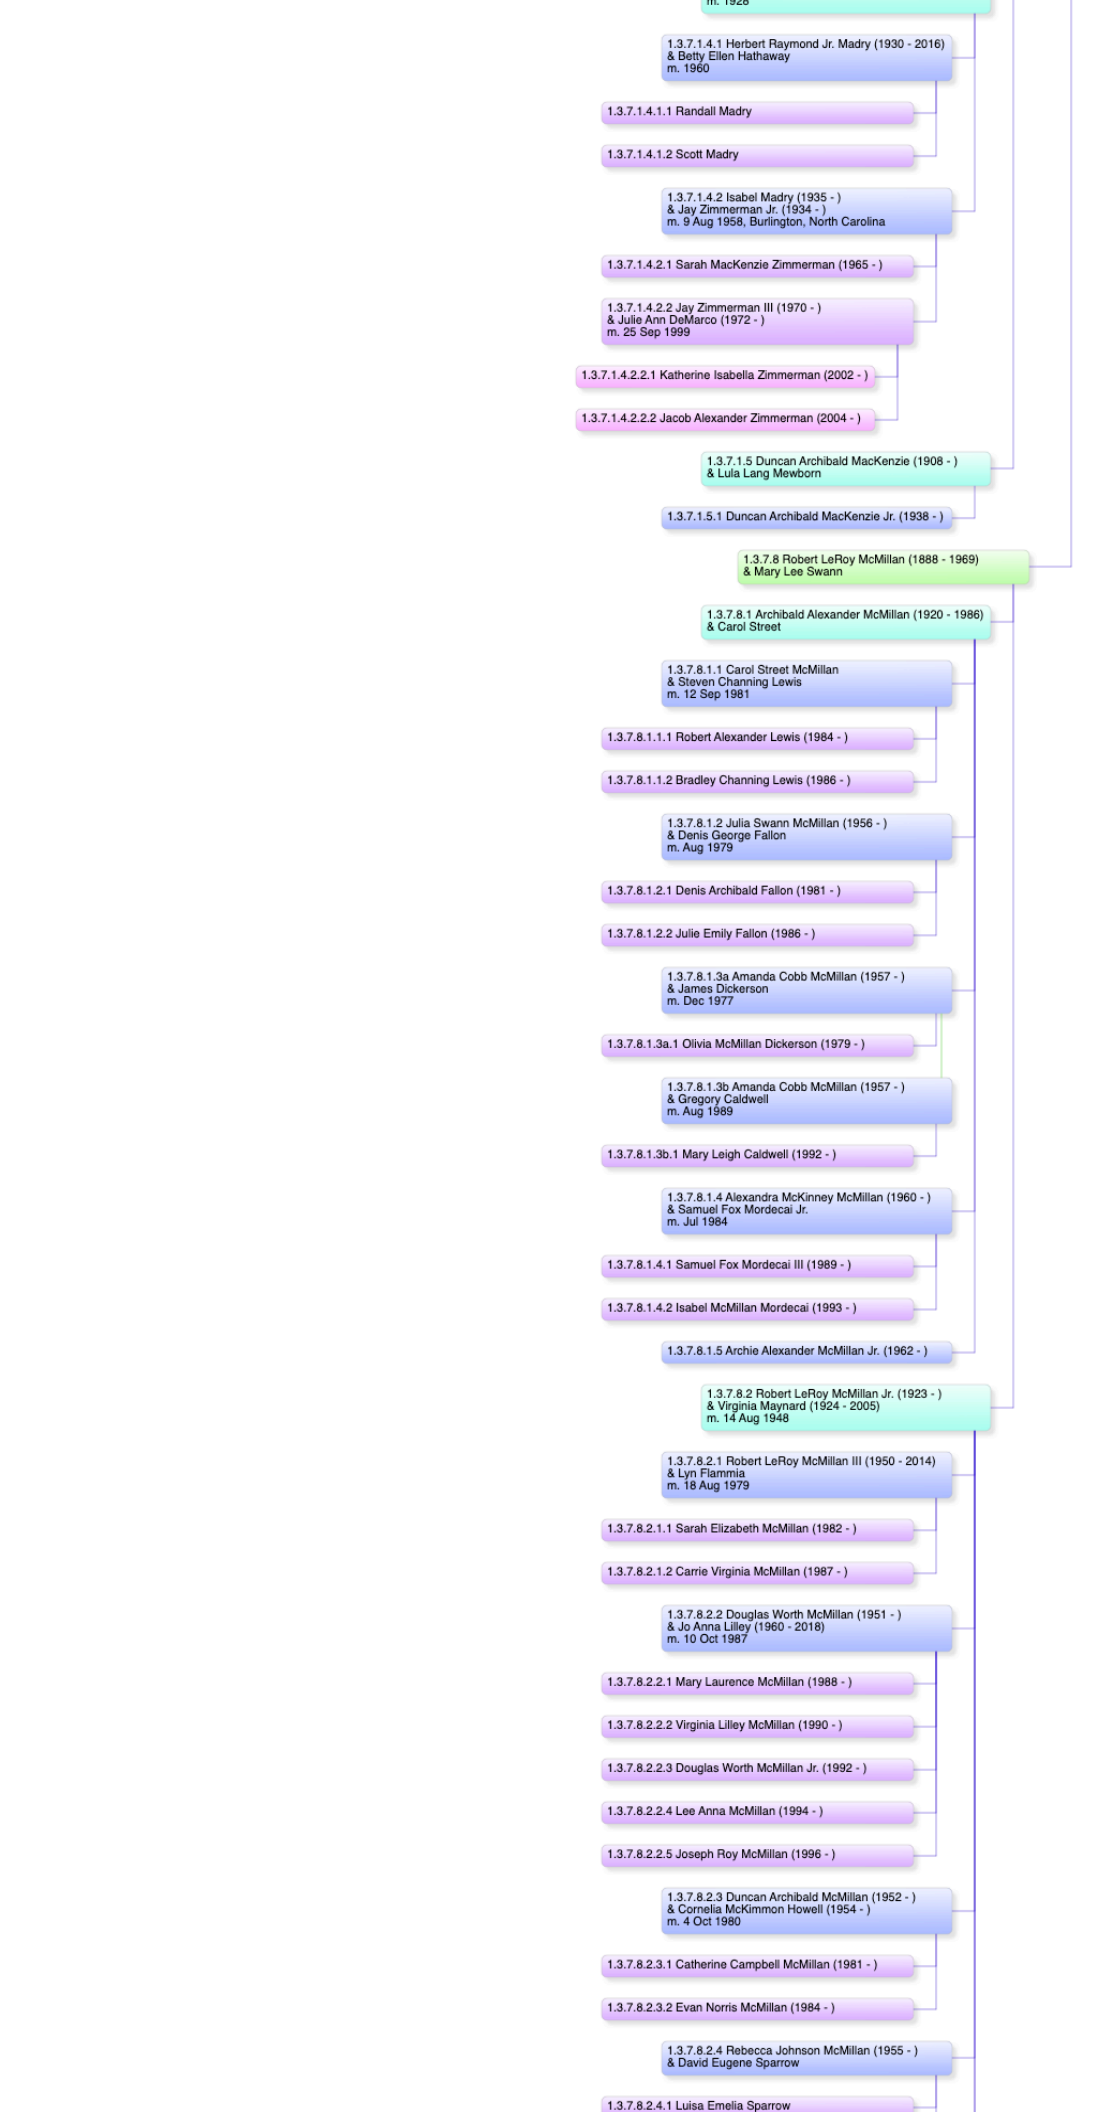 m. 1928
1.3.7.1.4.1 Herbert Raymond Jr. Madry (1930 - 2016)
& Betty Ellen Hathaway
m. 1960
1.3.7.1.4.1.1 Randall Madry
1.3.7.1.4.1.2 Scott Madry
1.3.7.1.4.2 Isabel Madry (1935 - )
& Jay Zimmerman Jr. (1934 - )
m. 9 Aug 1958, Burlington, North Carolina
1.3.7.1.4.2.1 Sarah MacKenzie Zimmerman (1965 - )
1.3.7.1.4.2.2 Jay Zimmerman III (1970 - )
& Julie Ann DeMarco (1972 - )
m. 25 Sep 1999
1.3.7.1.4.2.2.1 Katherine Isabella Zimmerman (2002 - )
1.3.7.1.4.2.2.2 Jacob Alexander Zimmerman (2004 - )
1.3.7.1.5 Duncan Archibald MacKenzie (1908 - )
& Lula Lang Mewborn
1.3.7.1.5.1 Duncan Archibald MacKenzie Jr. (1938 - )
1.3.7.8 Robert LeRoy McMillan (1888 - 1969)
& Mary Lee Swann
1.3.7.8.1 Archibald Alexander McMillan (1920 - 1986)
& Carol Street
1.3.7.8.1.1 Carol Street McMillan
& Steven Channing Lewis
m. 12 Sep 1981
1.3.7.8.1.1.1 Robert Alexander Lewis (1984 - )
1.3.7.8.1.1.2 Bradley Channing Lewis (1986 - )
1.3.7.8.1.2 Julia Swann McMillan (1956 - )
& Denis George Fallon
m. Aug 1979
1.3.7.8.1.2.1 Denis Archibald Fallon (1981 - )
1.3.7.8.1.2.2 Julie Emily Fallon (1986 - )
1.3.7.8.1.3a Amanda Cobb McMillan (1957 - )
& James Dickerson
m. Dec 1977
1.3.7.8.1.3a.1 Olivia McMillan Dickerson (1979 - )
1.3.7.8.1.3b Amanda Cobb McMillan (1957 - )
& Gregory Caldwell
m. Aug 1989
1.3.7.8.1.3b.1 Mary Leigh Caldwell (1992 - )
1.3.7.8.1.4 Alexandra McKinney McMillan (1960 - )
& Samuel Fox Mordecai Jr.
m. Jul 1984
1.3.7.8.1.4.1 Samuel Fox Mordecai III (1989 - )
1.3.7.8.1.4.2 Isabel McMillan Mordecai (1993 - )
1.3.7.8.1.5 Archie Alexander McMillan Jr. (1962 - )
1.3.7.8.2 Robert LeRoy McMillan Jr. (1923 - )
& Virginia Maynard (1924 - 2005)
m. 14 Aug 1948
1.3.7.8.2.1 Robert LeRoy McMillan III (1950 - 2014)
& Lyn Flammia
m. 18 Aug 1979
1.3.7.8.2.1.1 Sarah Elizabeth McMillan (1982 - )
1.3.7.8.2.1.2 Carrie Virginia McMillan (1987 - )
1.3.7.8.2.2 Douglas Worth McMillan (1951 - )
& Jo Anna Lilley (1960 - 2018)
m. 10 Oct 1987
1.3.7.8.2.2.1 Mary Laurence McMillan (1988 - )
1.3.7.8.2.2.2 Virginia Lilley McMillan (1990 - )
1.3.7.8.2.2.3 Douglas Worth McMillan Jr. (1992 - )
1.3.7.8.2.2.4 Lee Anna McMillan (1994 - )
1.3.7.8.2.2.5 Joseph Roy McMillan (1996 - )
1.3.7.8.2.3 Duncan Archibald McMillan (1952 - )
& Cornelia McKimmon Howell (1954 - )
m. 4 Oct 1980
1.3.7.8.2.3.1 Catherine Campbell McMillan (1981 - )
1.3.7.8.2.3.2 Evan Norris McMillan (1984 - )
1.3.7.8.2.4 Rebecca Johnson McMillan (1955 - )
& David Eugene Sparrow
1.3.7.8.2.4.1 Luisa Emelia Sparrow